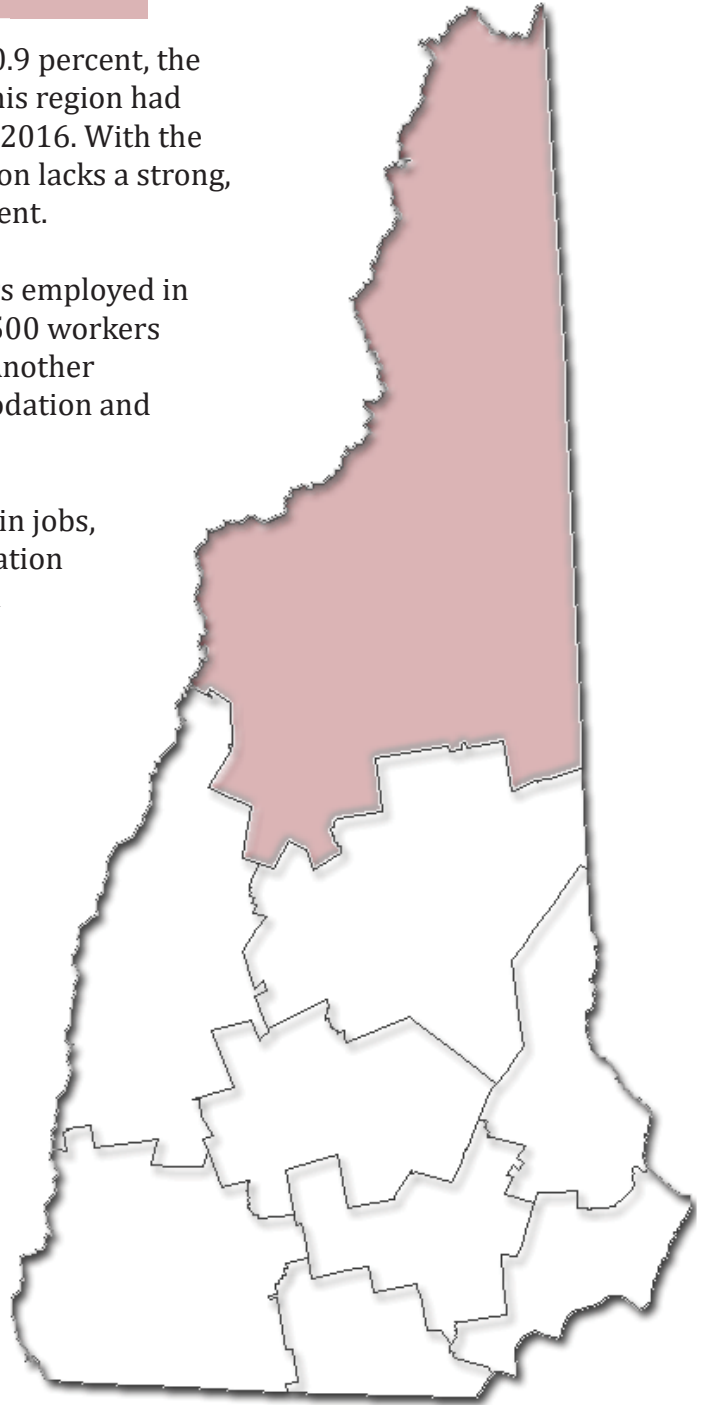 0.9 percent, the
his region had
2016. With the
on lacks a strong,
ent.
s employed in
500 workers
nother
odation and
in jobs,
ation